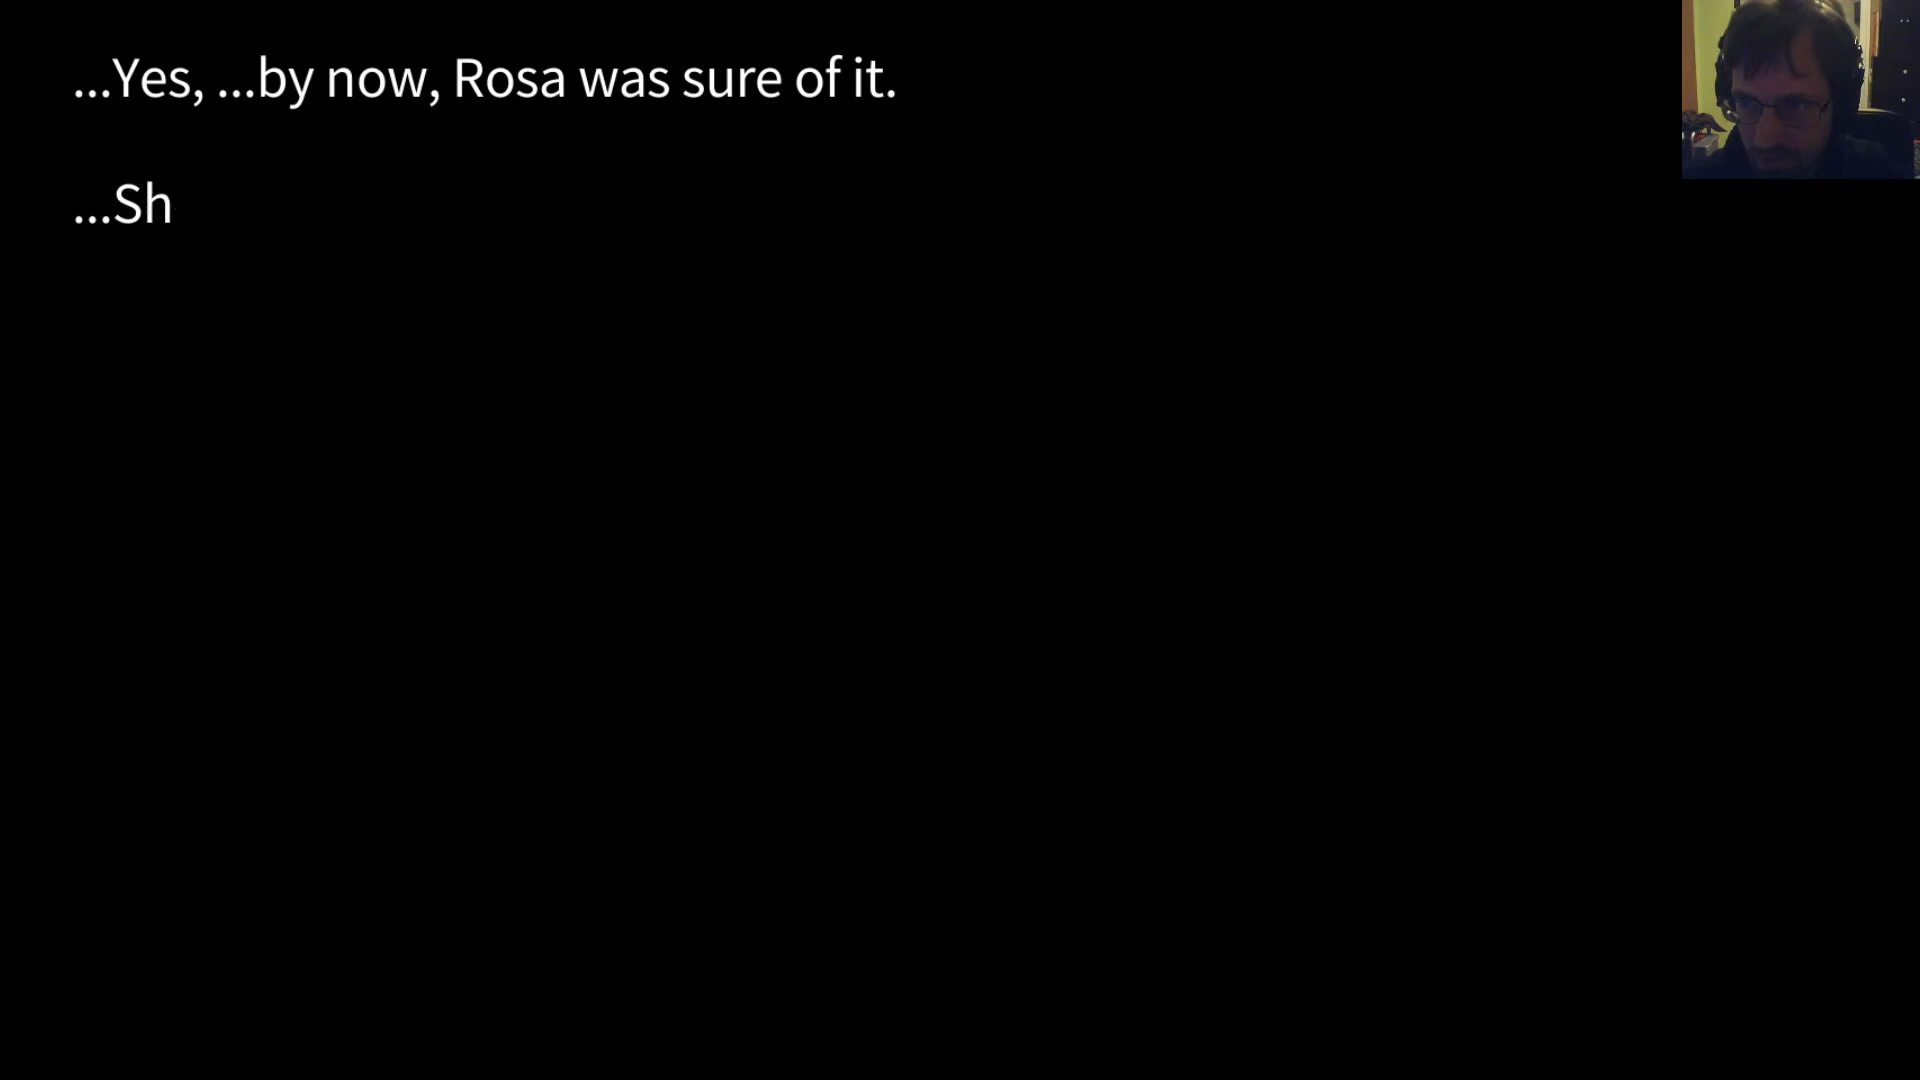 ...Yes, ...by now, Rosa was sure of it.
...Sh